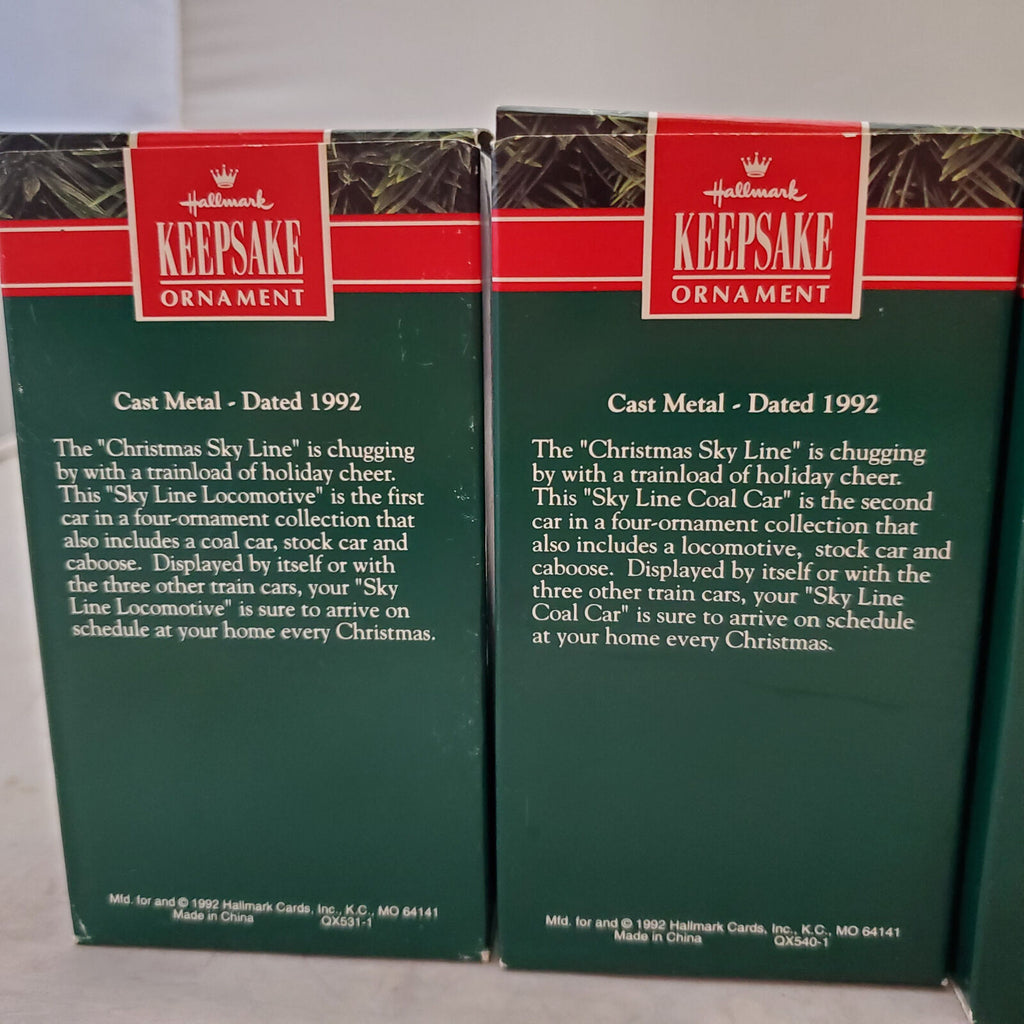 Hallmark
KEEPSAKE
ORNAMENT
Cast Metal - Dated 1992
The "Christmas Sky Line" is chugging
by with a trainload of holiday cheer.
This "Sky Line Locomotive" is the first
car in a four-ornament collection that
also includes a coal car, stock car and
caboose. Displayed by itself or with
the three other train cars, your "Sky
Line Locomotive" is sure to arrive on
schedule at your home every Christmas.
Mfd. for and © 1992 Hallmark Cards, Inc., K.C., MO 64141
Made in China QX531-1
Hallmark
KEEPSAKE
ORNAMENT
Cast Metal - Dated 1992
The "Christmas Sky Line" is chugging
by with a trainload of holiday cheer.
This "Sky Line Coal Car" is the second
car in a four-ornament collection that
also includes a locomotive, stock car and
caboose. Displayed by itself or with the
three other train cars, your "Sky Line
Coal Car" is sure to arrive on schedule
at your home every Christmas.
Mfd. for and © 1992 Hallmark Cards, Inc., K.C., MO 64141
Made in China QX540-1